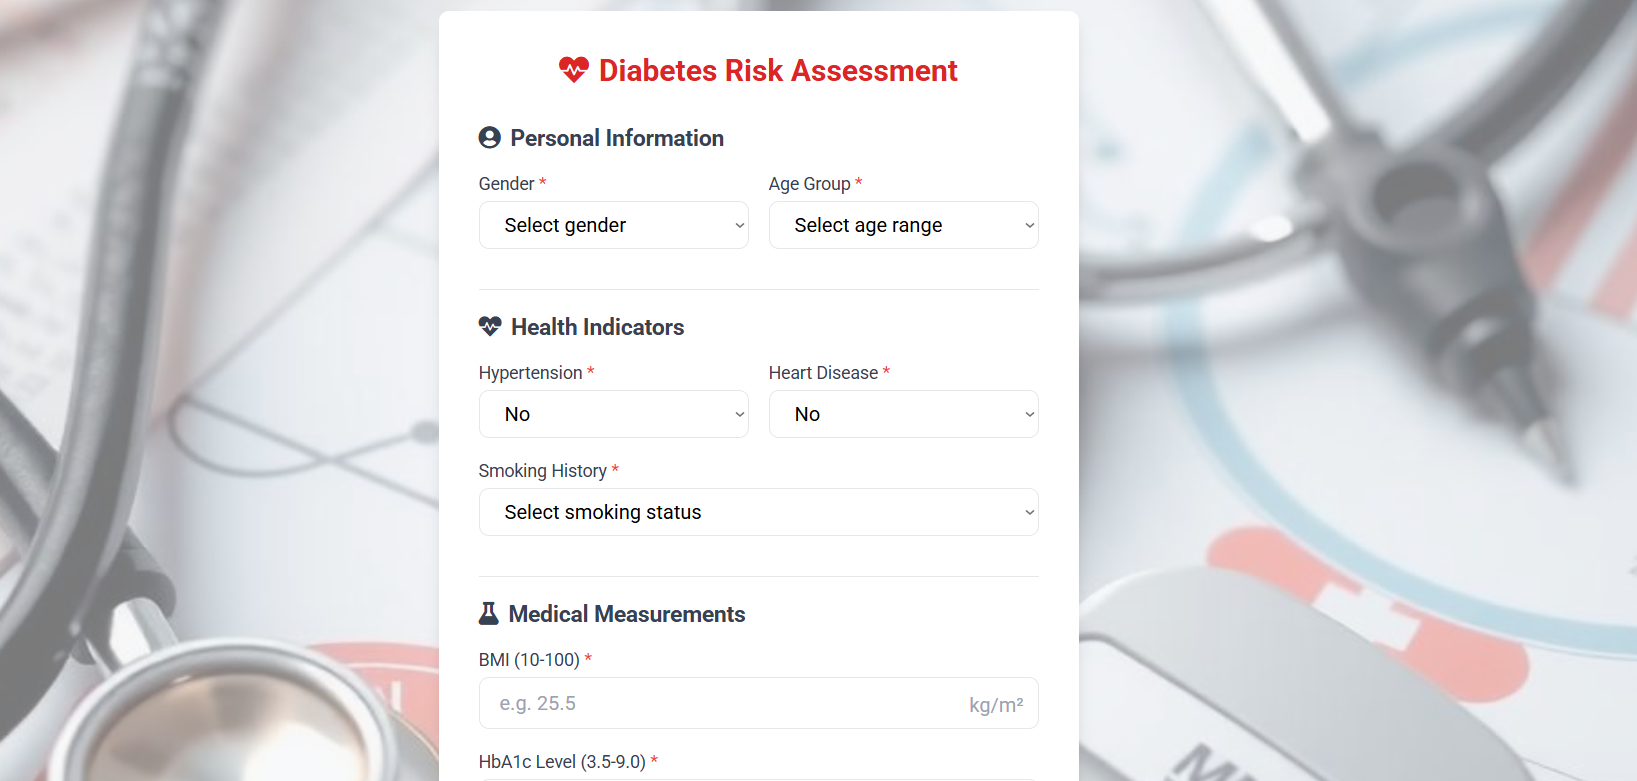 Diabetes Risk Assessment
Personal Information
Gender *
Age Group *
Select gender
Select age range
Health Indicators
Hypertension *
Heart Disease *
No
No
Smoking History *
Select smoking status
Medical Measurements
BMI (10-100) *
e.g. 25.5
kg/m²
HbA1c Level (3.5-9.0) *